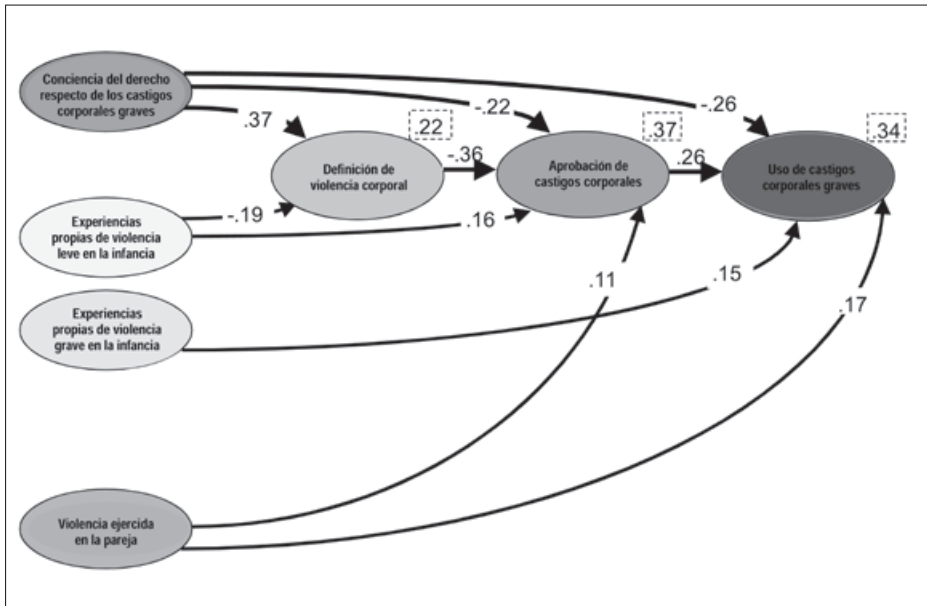 Conciencia del derecho
respecto de los castigos
corporales graves
.37
-.22
-.26
.22
.37
.34
Definición de
violencia corporal
-.36
Aprobación de
castigos corporales
.26
Uso de castigos
corporales graves
Experiencias
propias de violencia
leve en la infancia
-.19
.16
Experiencias
propias de violencia
grave en la infancia
.11
.15
.17
Violencia ejercida
en la pareja